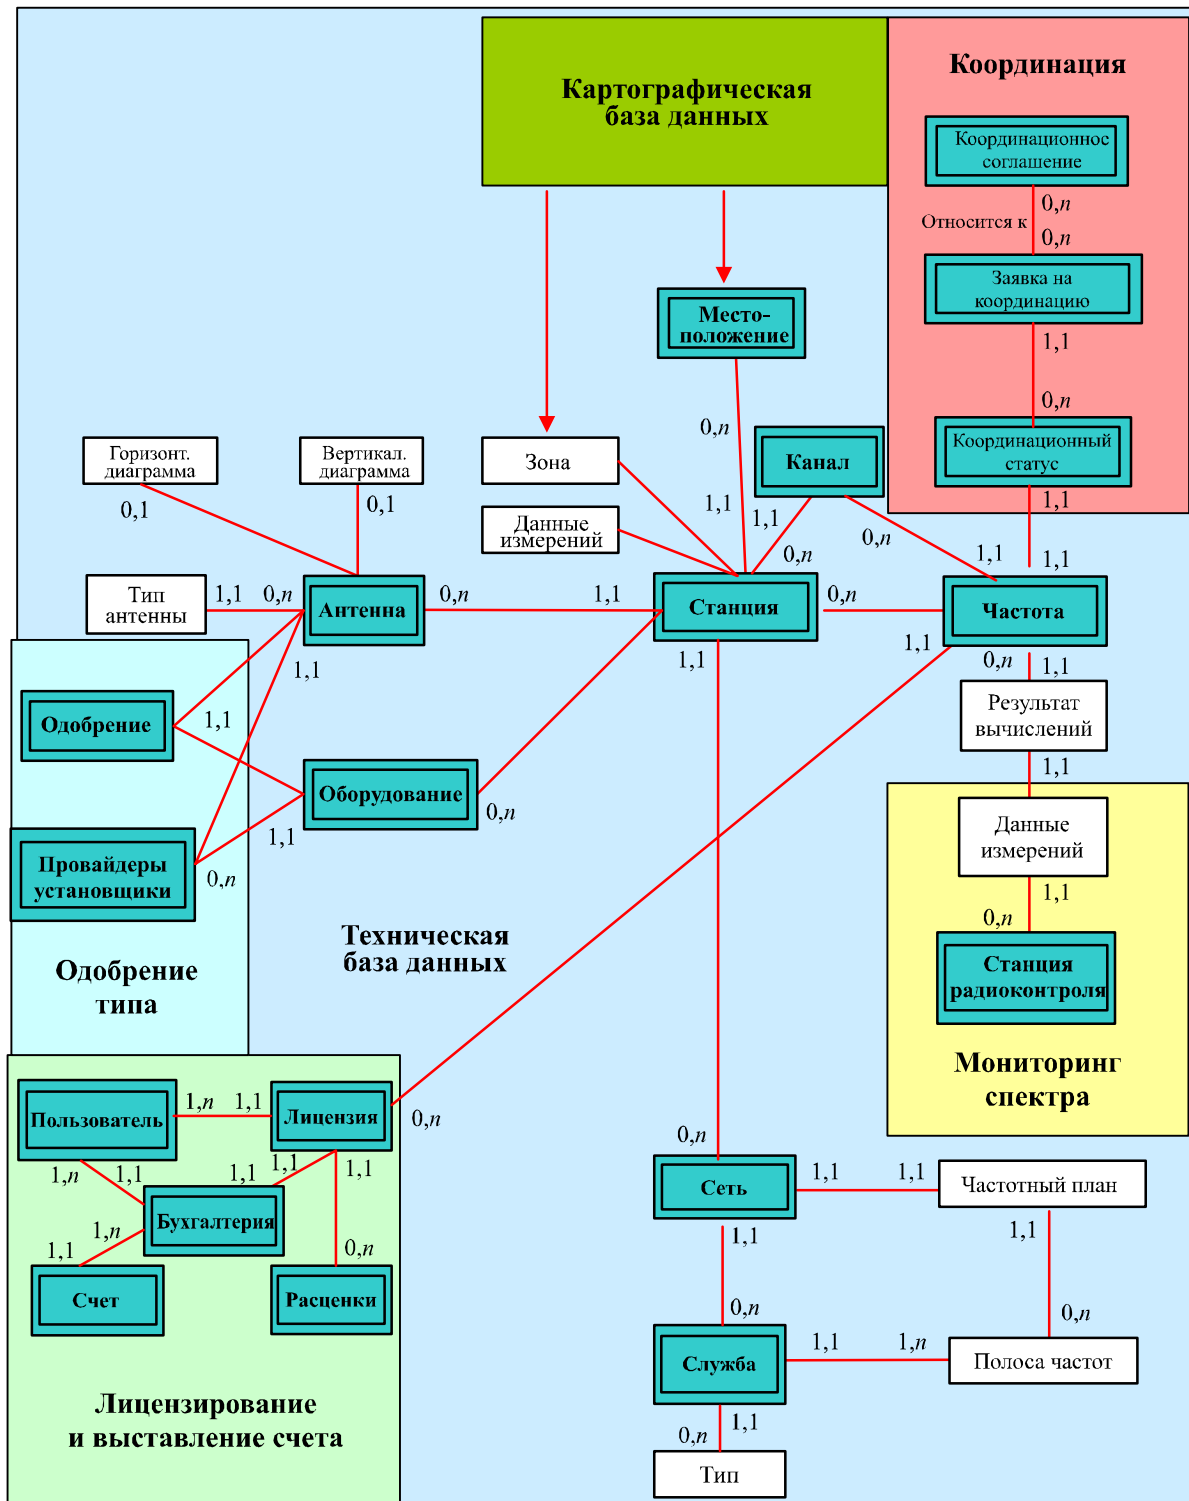 Картографическая
база данных
Координация
Координационнос
соглашение
0,n
Относится к
0,n
Заявка на
координацию
1,1
0,n
Координационный
статус
1,1
1,1
Место-
положение
0,n
1,1
Канал
1,1
0,n
0,n
1,1
Зона
Данные
измерений
Горизонт.
диаграмма
0,1
Вертикал.
диаграмма
0,1
Тип
антенны
1,1
0,n
Антенна
0,n
1,1
Станция
0,n
Частота
1,1
1,1
1,1
0,n
1,1
Результат
вычислений
1,1
Данные
измерений
1,1
0,n
Станция
радиоконтроля
Мониторинг
спектра
Одобрение
1,1
Оборудование
0,n
1,1
Провайдеры
установщики
0,n
Одобрение
типа
Техническая
база данных
Пользователь
1,n
1,1
Лицензия
0,n
1,n
1,1
1,1
1,1
1,1
Бухгалтерия
1,n
1,1
0,n
Счет
Расценки
Лицензирование
и выставление счета
0,n
Сеть
1,1
1,1
Частотный план
1,1
1,1
0,n
0,n
Служба
1,1
1,n
Полоса частот
1,1
0,n
Тип